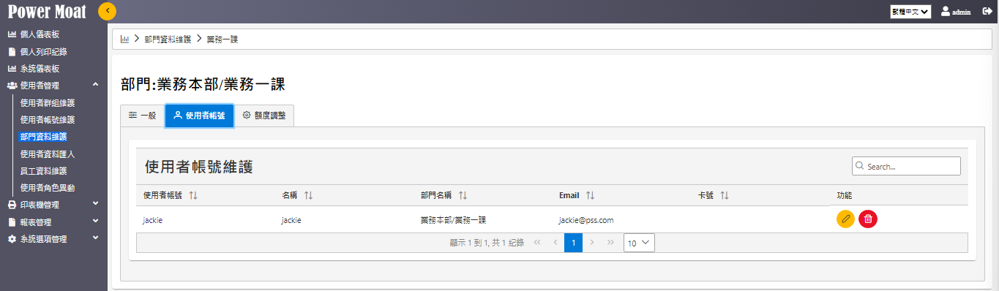 Power Moat
繁體中文
admin
個人儀表板
個人列印紀錄
系統儀表板
使用者管理
使用者群組維護
使用者帳號維護
部門資料維護
使用者資料匯入
員工資料維護
使用者角色異動
印表機管理
報表管理
系統選項管理
部門資料維護 > 業務一課
部門:業務本部/業務一課
一般 使用者帳號 額度調整
使用者帳號維護
Search...
使用者帳號 名稱 部門名稱 Email 卡號 功能
jackie jackie 業務本部/業務一課 jackie@pss.com
顯示 1 到 1, 共 1 紀錄 1 10